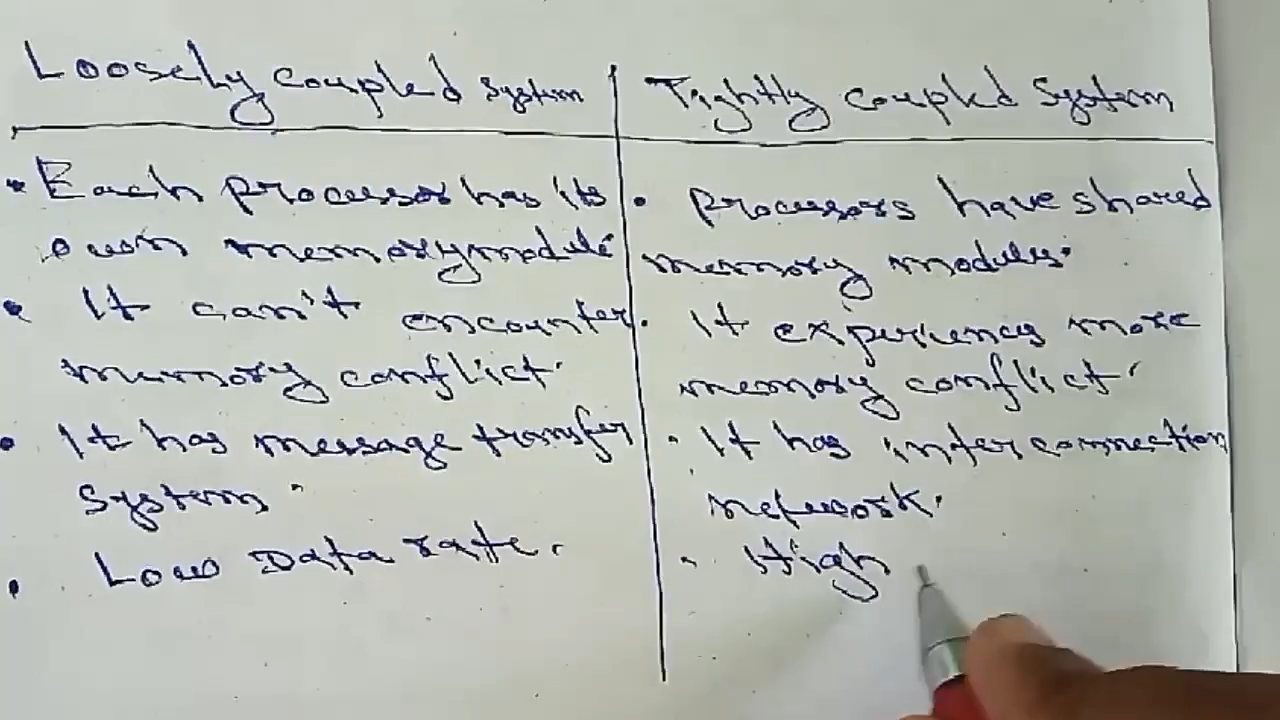 Loosely coupled System
• Each processor has its
own memory module
• It can't encounter
memory conflict.
• It has message transfer
System.
• Low Data rate.
Tightly coupled System
• Processors have shared
memory modules.
• It experiences more
memory conflict.
• It has interconnection
network.
• High